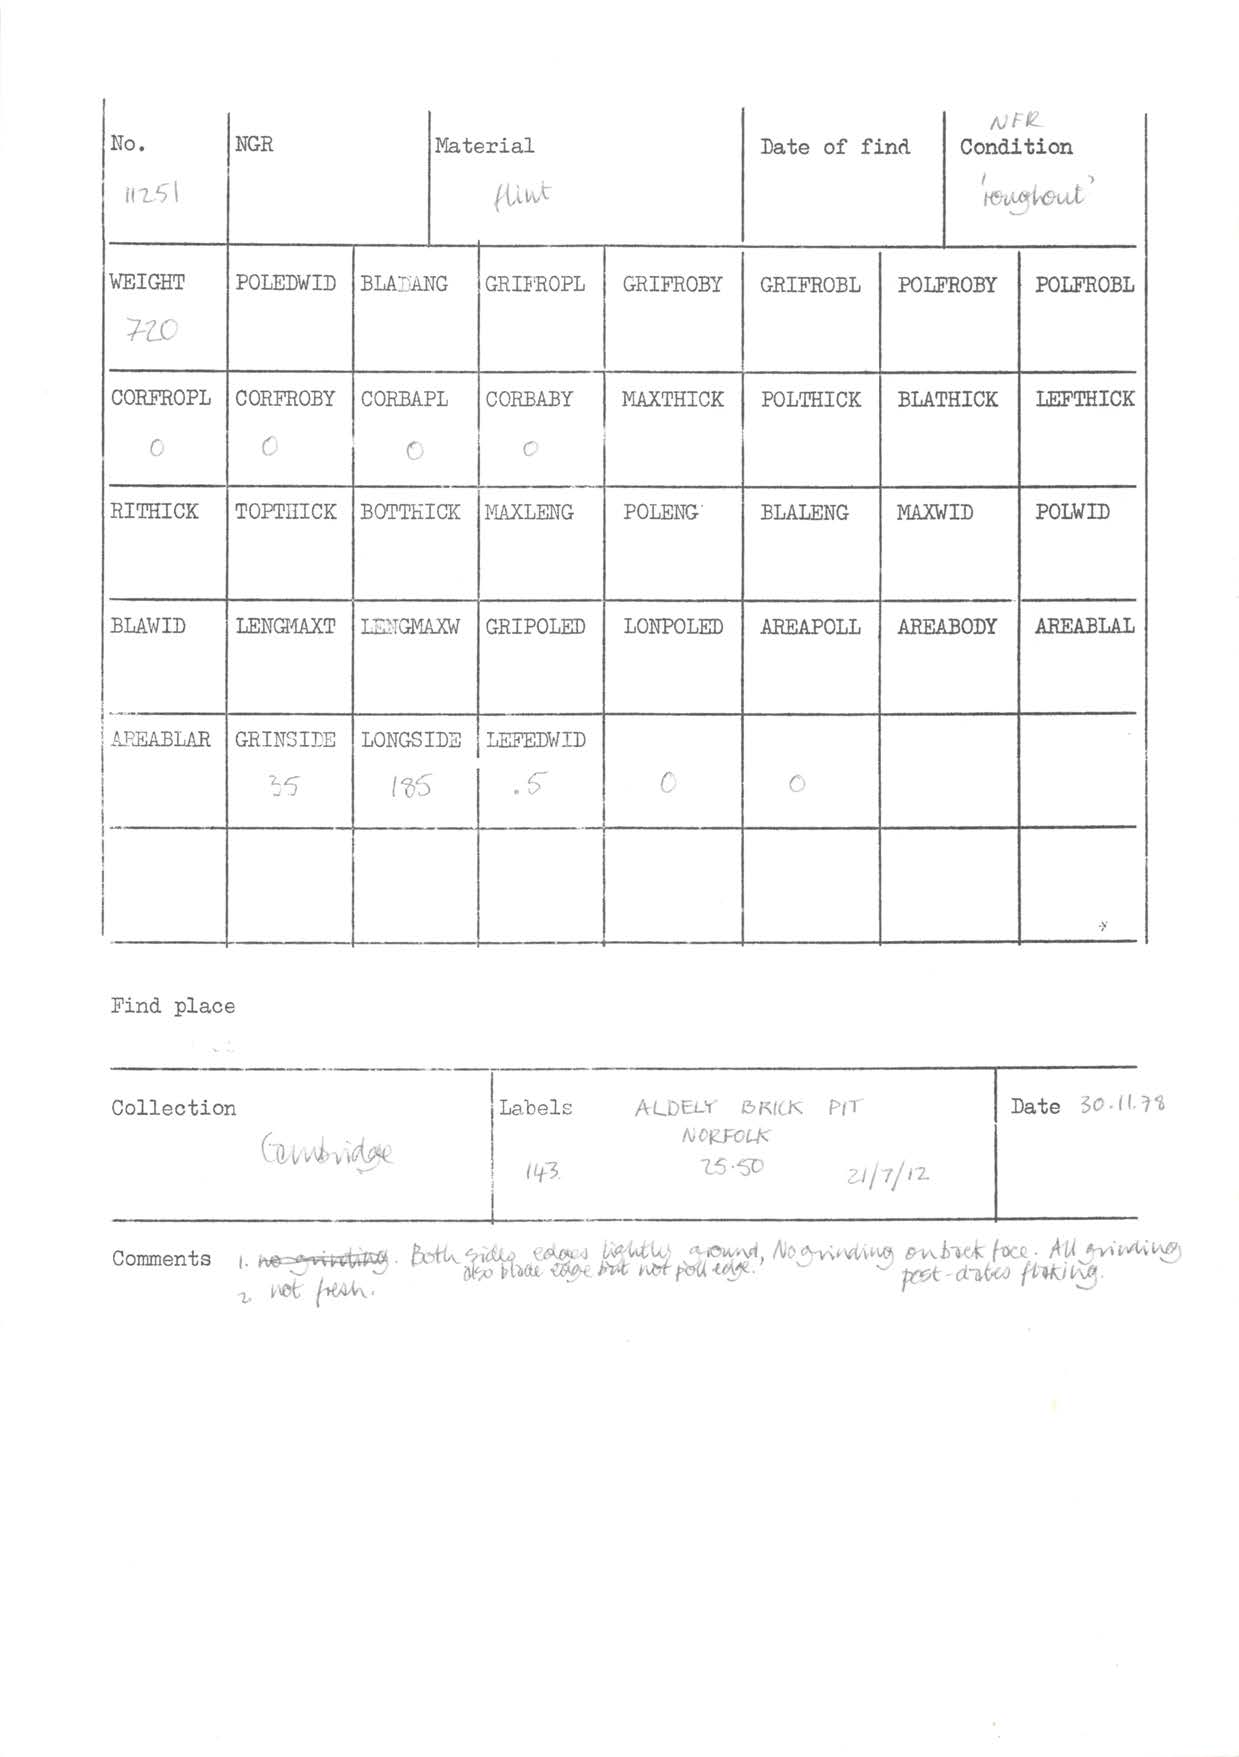 NFR
No. NGR Material Date of find Condition
11251 flint 'roughout'
WEIGHT POLEDWID BLADANG GRIFROPL GRIFROBY GRIFROBL POLFROBY POLFROBL
720
CORFROPL CORFROBY CORBAPL CORBABY MAXTHICK POLTHICK BLATHICK LEFTHICK
0 0 0 0
RITHICK TOPTHICK BOTTHICK MAXLENG POLENG BLALENG MAXWID POLWID
BLAWID LENGMAXT LENGMAXW GRIPOLED LONPOLED AREAPOLL AREABODY AREABLAL
AREABLAR GRINSIDE LONGSIDE LEFEDWID
35 185 .5 0 0
Find place
Collection Labels ALDELY BRICK PIT Date 30.11.78
Cambridge NORFOLK
143. 25.50 21/7/12
Comments 1. no grinding. Both sides edges lightly ground, No grinding on back face. All grinding
also blade edge but not poll edge. post-dates flaking.
2. not fresh.